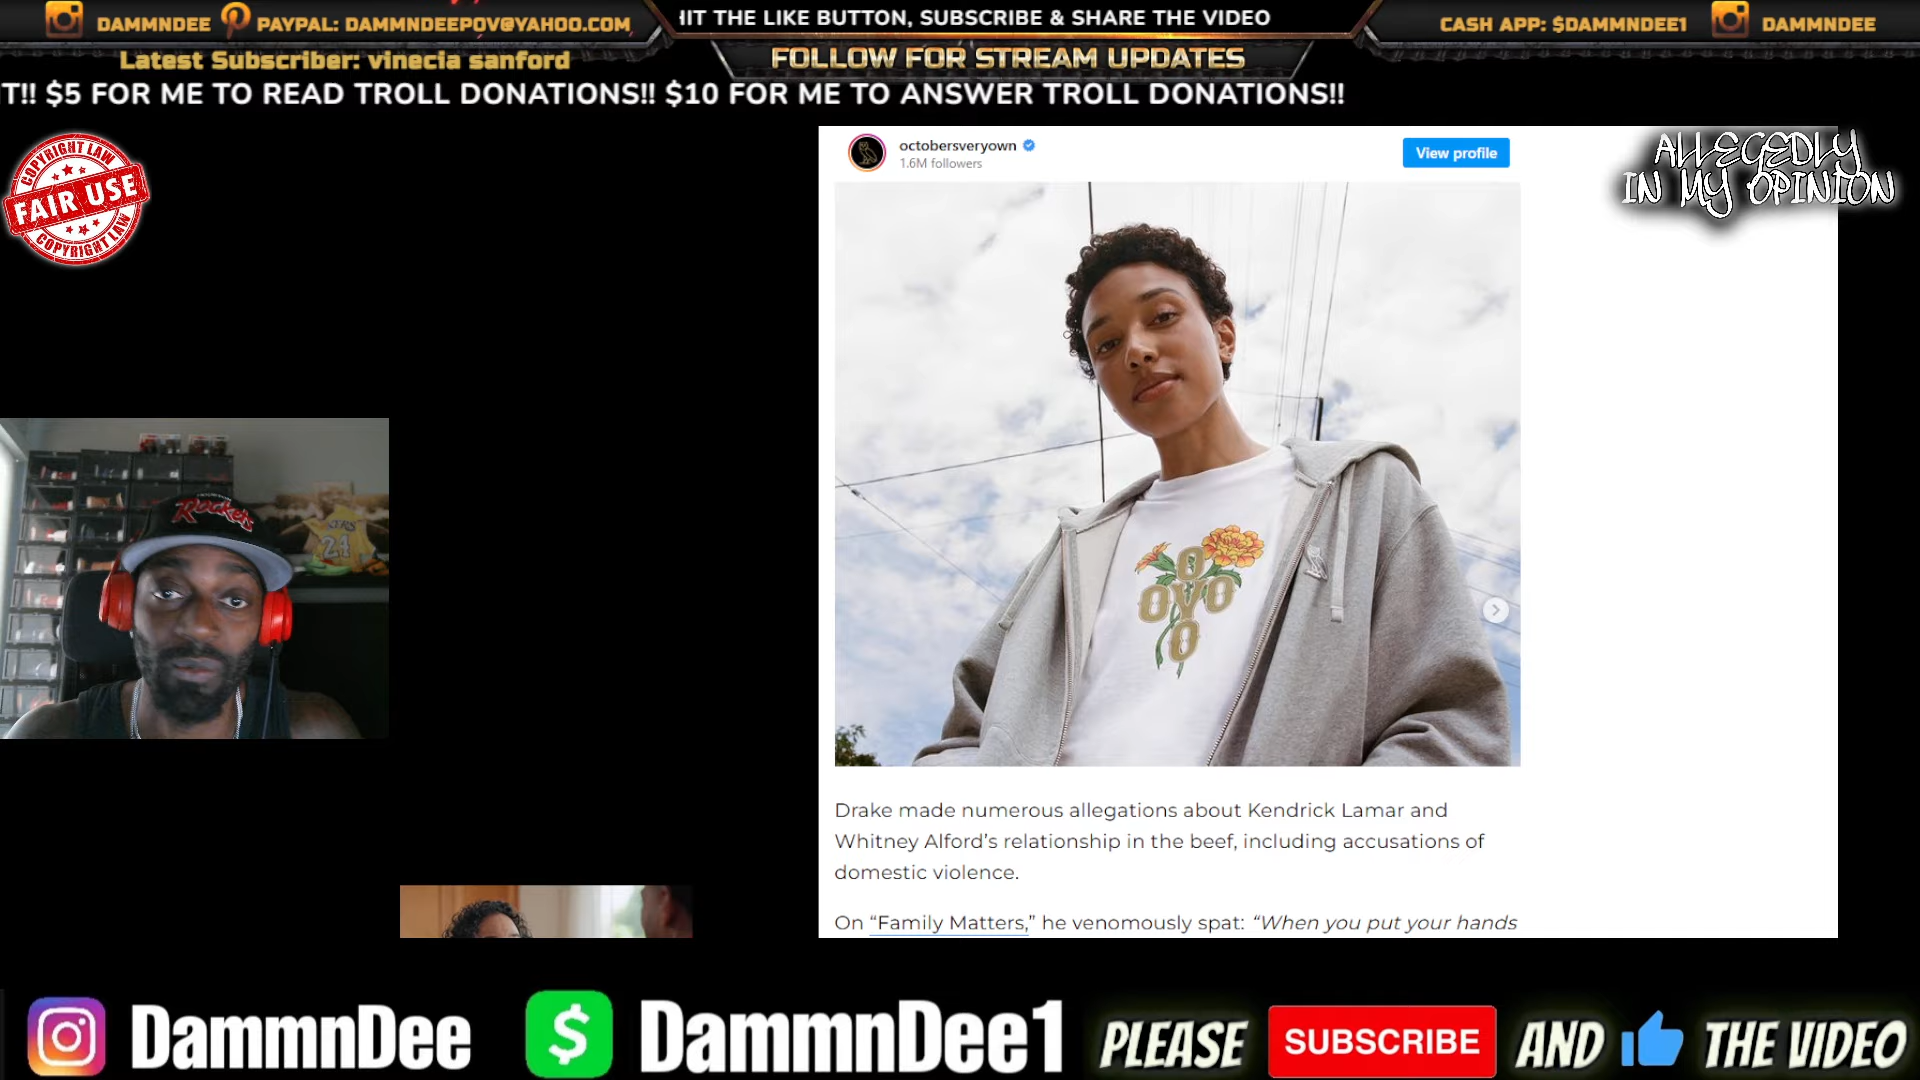 DAMMNDEE
PAYPAL: DAMMNDEEPOV@YAHOO.COM
HIT THE LIKE BUTTON, SUBSCRIBE & SHARE THE VIDEO
CASH APP: $DAMMNDEE1
DAMMNDEE
Latest Subscriber: vinecia sanford
FOLLOW FOR STREAM UPDATES
T!! $5 FOR ME TO READ TROLL DONATIONS!! $10 FOR ME TO ANSWER TROLL DONATIONS!!
COPYRIGHT LAW
FAIR USE
COPYRIGHT LAW
octobersveryown
1.6M followers
View profile
ALLEGEDLY
IN MY OPINION
Rockets
24
O
OVO
O
Drake made numerous allegations about Kendrick Lamar and
Whitney Alford’s relationship in the beef, including accusations of
domestic violence.
On “Family Matters,” he venomously spat: “When you put your hands
DammnDee
$
DammnDee1
PLEASE
SUBSCRIBE
AND
THE VIDEO